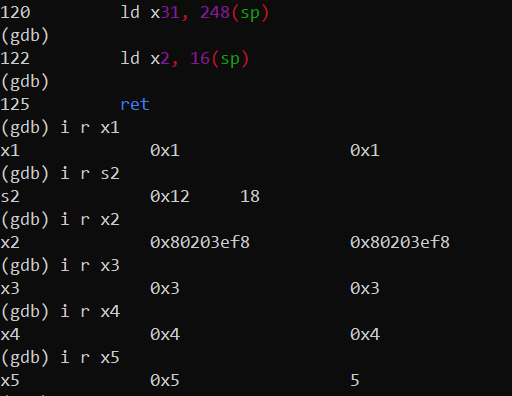 120         ld x31, 248(sp)
(gdb)
122         ld x2, 16(sp)
(gdb)
125         ret
(gdb) i r x1
x1             0x1                 0x1
(gdb) i r s2
s2             0x12     18
(gdb) i r x2
x2             0x80203ef8          0x80203ef8
(gdb) i r x3
x3             0x3                 0x3
(gdb) i r x4
x4             0x4                 0x4
(gdb) i r x5
x5             0x5                 5